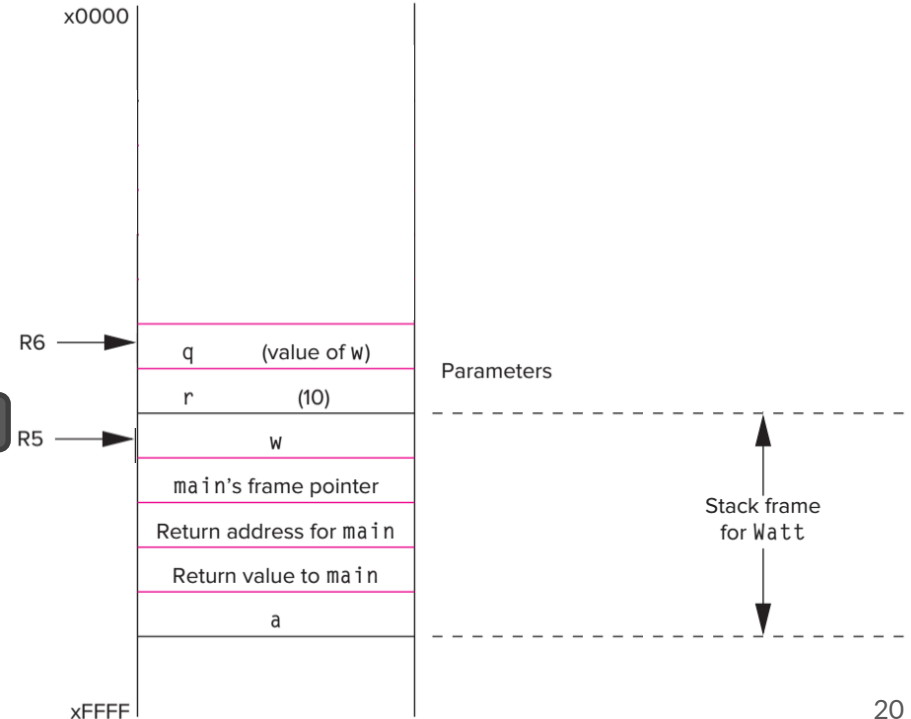 x0000
R6
q (value of w)
Parameters
r (10)
R5
w
main's frame pointer
Stack frame
for Watt
Return address for main
Return value to main
a
xFFFF
20